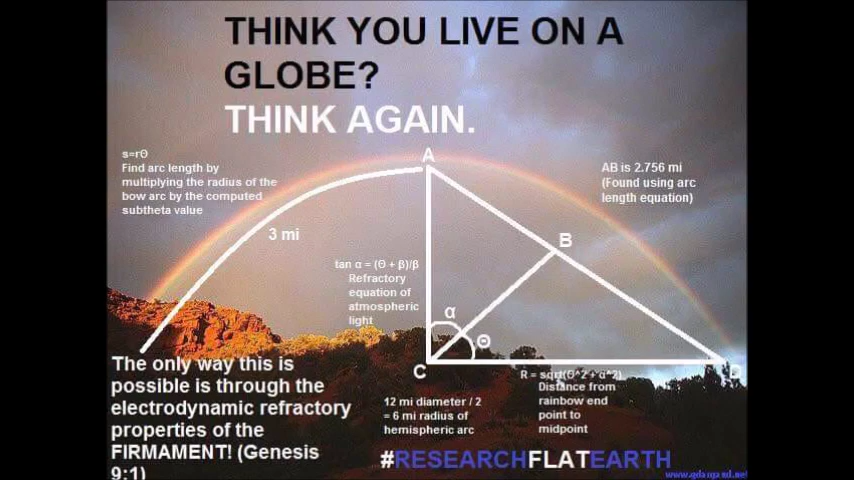 THINK YOU LIVE ON A
GLOBE?
THINK AGAIN.
s=rΘ
Find arc length by
multiplying the radius of the
bow arc by the computed
subtheta value
A
AB is 2.756 mi
(Found using arc
length equation)
3 mi
B
tan α = (Θ + β)/β
Refractory
equation of
atmospheric
light
α
Θ
C
D
The only way this is
possible is through the
electrodynamic refractory
properties of the
FIRMAMENT! (Genesis
9:1)
12 mi diameter / 2
= 6 mi radius of
hemispheric arc
R = sqrt(Θ^2 + α^2)
Distance from
rainbow end
point to
midpoint
#RESEARCHFLATEARTH